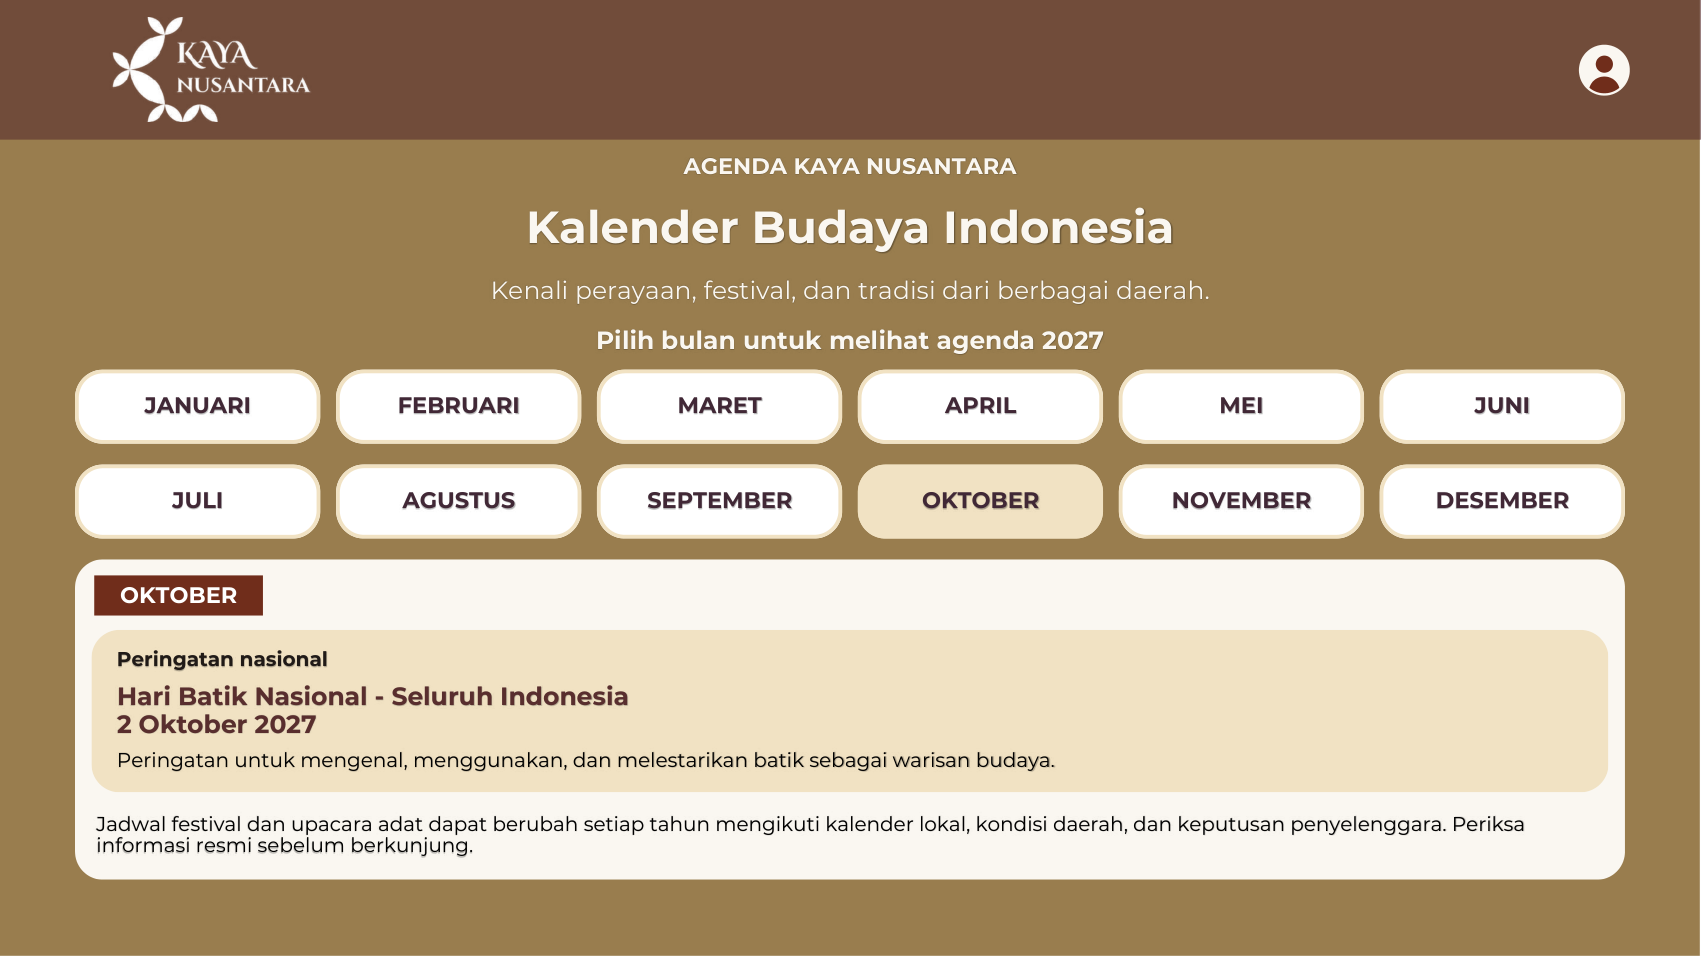 KAYA
NUSANTARA
AGENDA KAYA NUSANTARA
Kalender Budaya Indonesia
Kenali perayaan, festival, dan tradisi dari berbagai daerah.
Pilih bulan untuk melihat agenda 2027
JANUARI
FEBRUARI
MARET
APRIL
MEI
JUNI
JULI
AGUSTUS
SEPTEMBER
OKTOBER
NOVEMBER
DESEMBER
OKTOBER
Peringatan nasional
Hari Batik Nasional - Seluruh Indonesia
2 Oktober 2027
Peringatan untuk mengenal, menggunakan, dan melestarikan batik sebagai warisan budaya.
Jadwal festival dan upacara adat dapat berubah setiap tahun mengikuti kalender lokal, kondisi daerah, dan keputusan penyelenggara. Periksa
informasi resmi sebelum berkunjung.